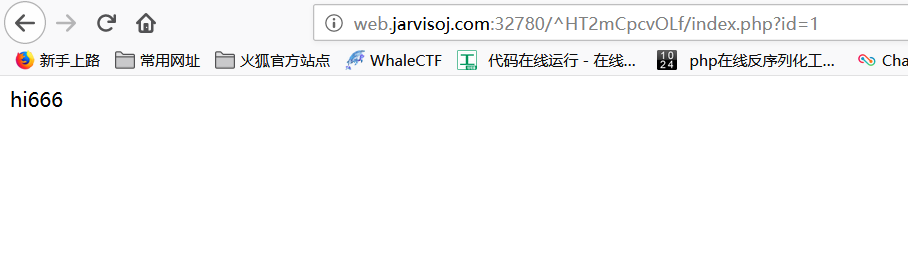 web.jarvisoj.com:32780/^HT2mCpcvOLf/index.php?id=1
新手上路 常用网址 火狐官方站点 WhaleCTF 工 代码在线运行 - 在线... 1024 php在线反序列化工... Cha
hi666